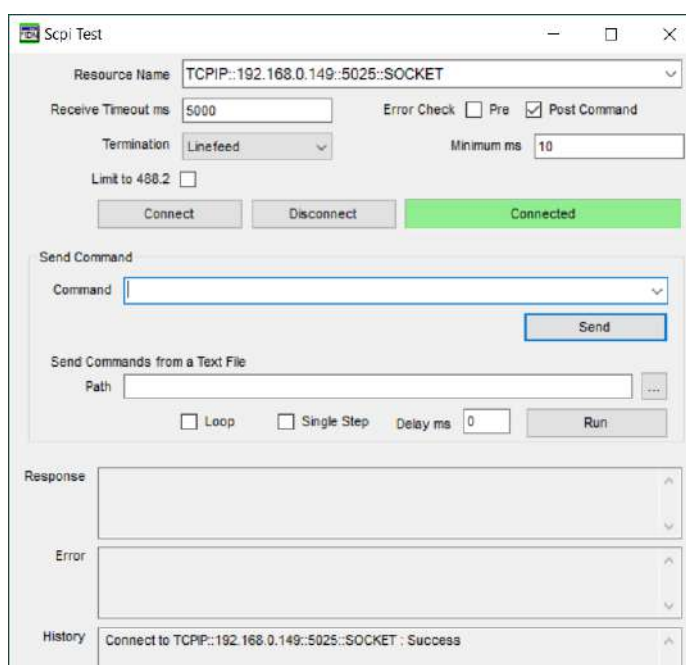 Scpi Test
Resource Name TCPIP::192.168.0.149::5025::SOCKET
Receive Timeout ms 5000 Error Check Pre Post Command
Termination Linefeed Minimum ms 10
Limit to 488.2
Connect Disconnect Connected
Send Command
Command
Send
Send Commands from a Text File
Path ...
Loop Single Step Delay ms 0 Run
Response
Error
History Connect to TCPIP::192.168.0.149::5025::SOCKET : Success